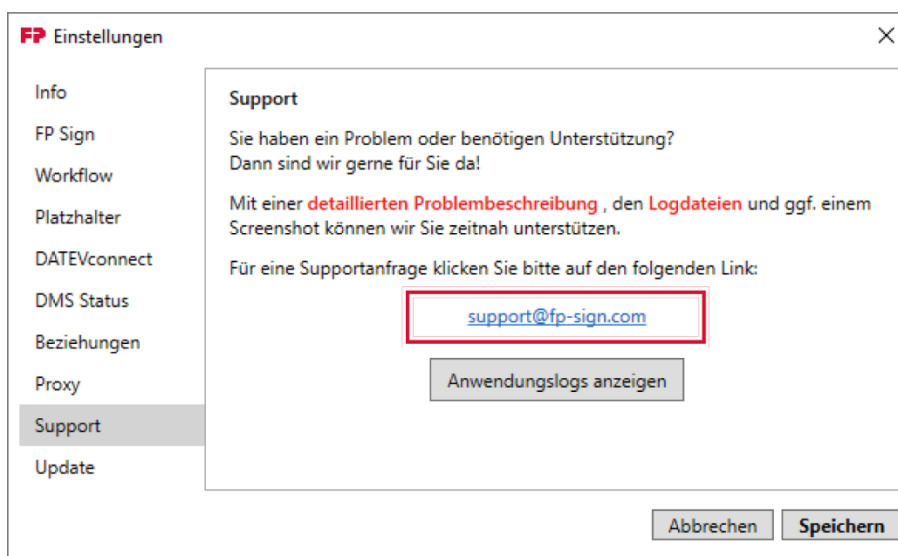 FP Einstellungen
Info
FP Sign
Workflow
Platzhalter
DATEVconnect
DMS Status
Beziehungen
Proxy
Support
Update
Support
Sie haben ein Problem oder benötigen Unterstützung?
Dann sind wir gerne für Sie da!
Mit einer detaillierten Problembeschreibung , den Logdateien und ggf. einem
Screenshot können wir Sie zeitnah unterstützen.
Für eine Supportanfrage klicken Sie bitte auf den folgenden Link:
support@fp-sign.com
Anwendungslogs anzeigen
Abbrechen Speichern